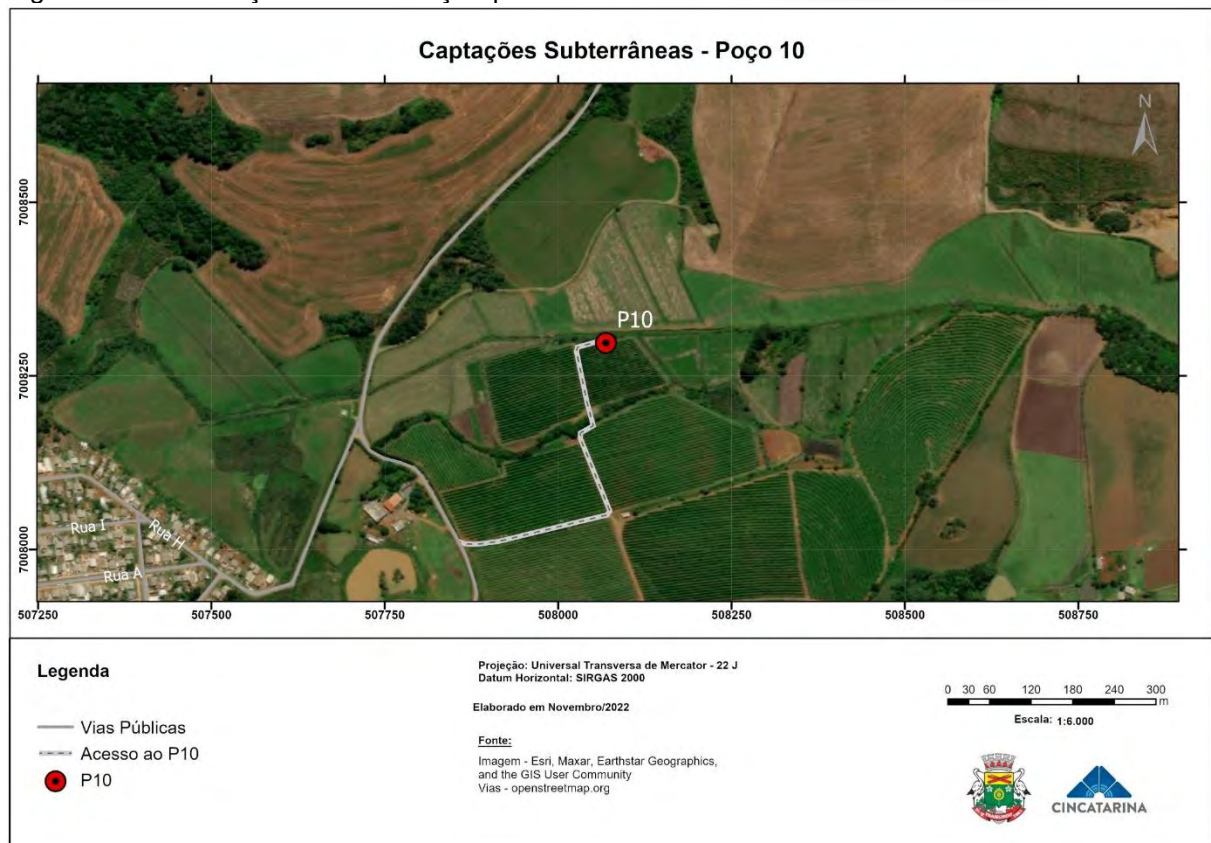 Captações Subterrâneas - Poço 10
N
7008500
7008250
7008000
P10
Rua I
Rua H
Rua A
507250
507500
507750
508000
508250
508500
508750
Legenda
Vias Públicas
Acesso ao P10
P10
Projeção: Universal Transversa de Mercator - 22 J
Datum Horizontal: SIRGAS 2000
Elaborado em Novembro/2022
Fonte:
Imagem - Esri, Maxar, Earthstar Geographics,
and the GIS User Community
Vias - openstreetmap.org
0 30 60 120 180 240 300
m
Escala: 1:6.000
CINCATARINA